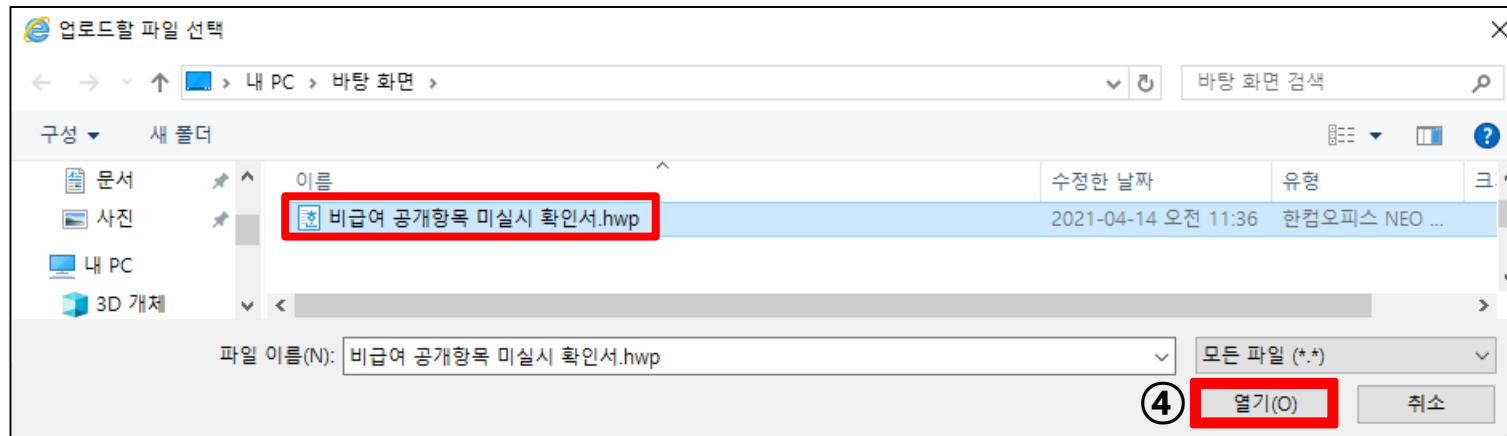 업로드할 파일 선택
내 PC > 바탕 화면 >
바탕 화면 검색
구성
새 폴더
문서
사진
내 PC
3D 개체
이름 수정한 날짜 유형 크
비급여 공개항목 미실시 확인서.hwp 2021-04-14 오전 11:36 한컴오피스 NEO ...
파일 이름(N): 비급여 공개항목 미실시 확인서.hwp 모든 파일 (*.*)
④ 열기(O) 취소